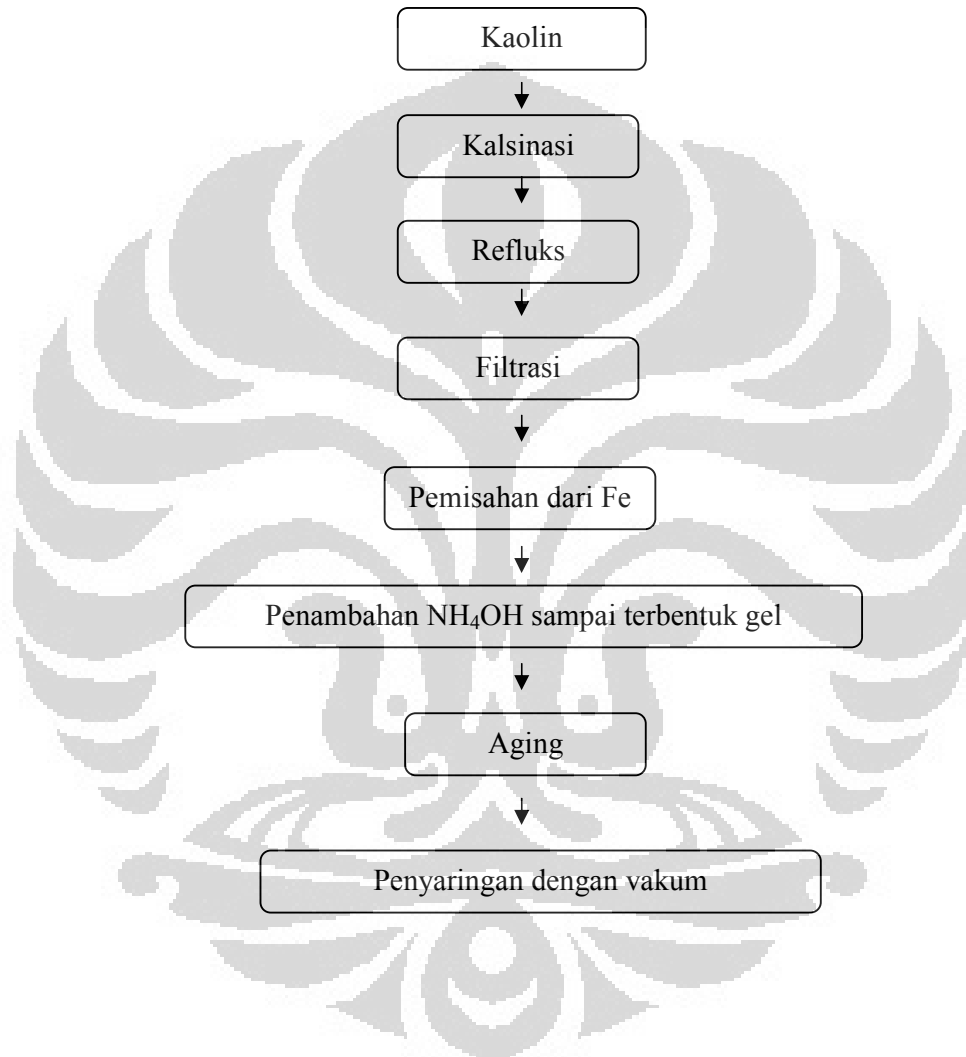 Kaolin
Kalsinasi
Refluks
Filtrasi
Pemisahan dari Fe
Penambahan NH₄OH sampai terbentuk gel
Aging
Penyaringan dengan vakum